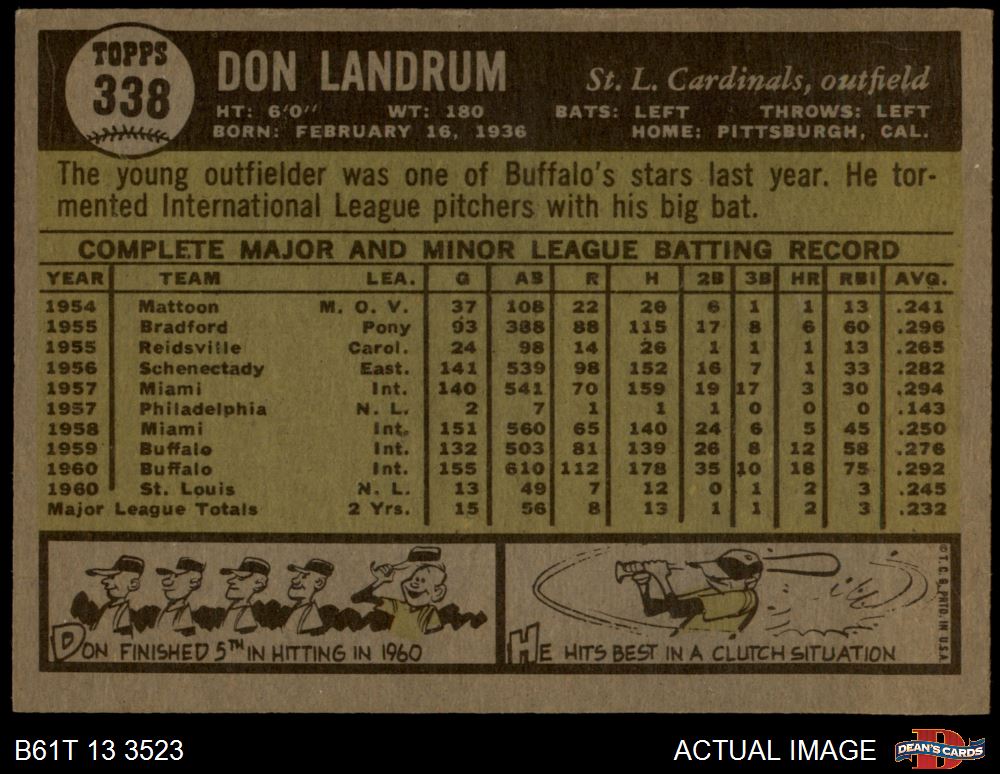 TOPPS
338
DON LANDRUM
St. L. Cardinals, outfield
HT: 6'0" WT: 180 BATS: LEFT THROWS: LEFT
BORN: FEBRUARY 16, 1936 HOME: PITTSBURGH, CAL.
The young outfielder was one of Buffalo's stars last year. He tor-
mented International League pitchers with his big bat.
COMPLETE MAJOR AND MINOR LEAGUE BATTING RECORD
YEAR TEAM LEA. G AB R H 2B 3B HR RBI AVG.
1954 Mattoon M. O. V. 37 108 22 26 6 1 1 13 .241
1955 Bradford Pony 93 388 88 115 17 8 6 60 .296
1955 Reidsville Carol. 24 98 14 26 1 1 1 13 .265
1956 Schenectady East. 141 539 98 152 16 7 1 33 .282
1957 Miami Int. 140 541 70 159 19 17 3 30 .294
1957 Philadelphia N. L. 2 7 1 1 1 0 0 0 .143
1958 Miami Int. 151 560 65 140 24 6 5 45 .250
1959 Buffalo Int. 132 503 81 139 26 8 12 58 .276
1960 Buffalo Int. 155 610 112 178 35 10 18 75 .292
1960 St. Louis N. L. 13 49 7 12 0 1 2 3 .245
Major League Totals 2 Yrs. 15 56 8 13 1 1 2 3 .232
DON FINISHED 5TH IN HITTING IN 1960
HE HITS BEST IN A CLUTCH SITUATION
© T. C. G. PRTD. IN U.S.A.
B61T 13 3523
ACTUAL IMAGE
DEAN'S CARDS